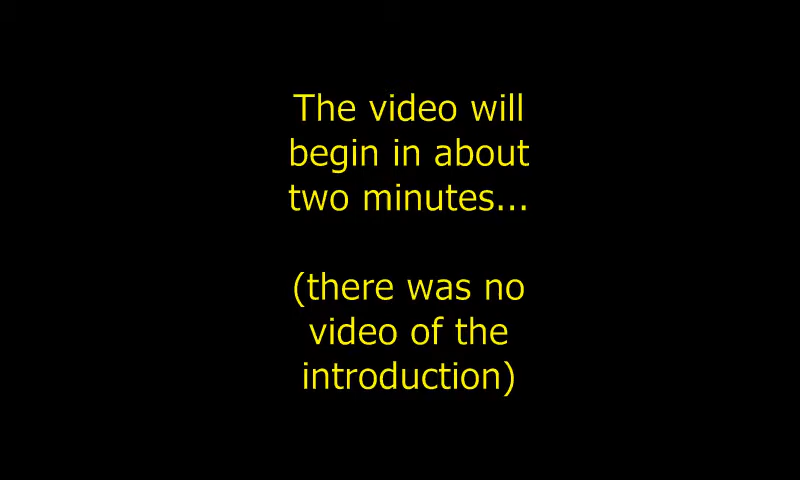 The video will
begin in about
two minutes...
(there was no
video of the
introduction)